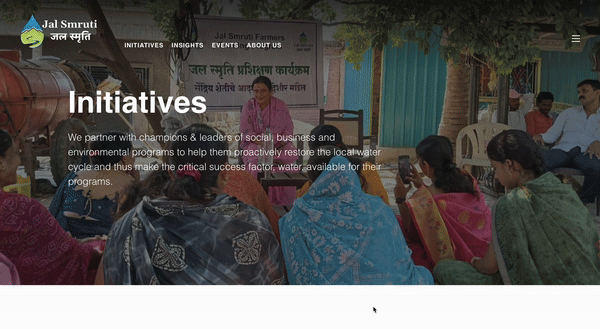 Jal Smruti
जल स्मृति
INITIATIVES INSIGHTS EVENTS ABOUT US
Jal Smruti Farmers
जल स्मृति प्रशिक्षण कार्यक्रम
Initiatives
We partner with champions & leaders of social, business and
environmental programs to help them proactively restore the local water
cycle and thus make the critical success factor, water, available for their
programs.